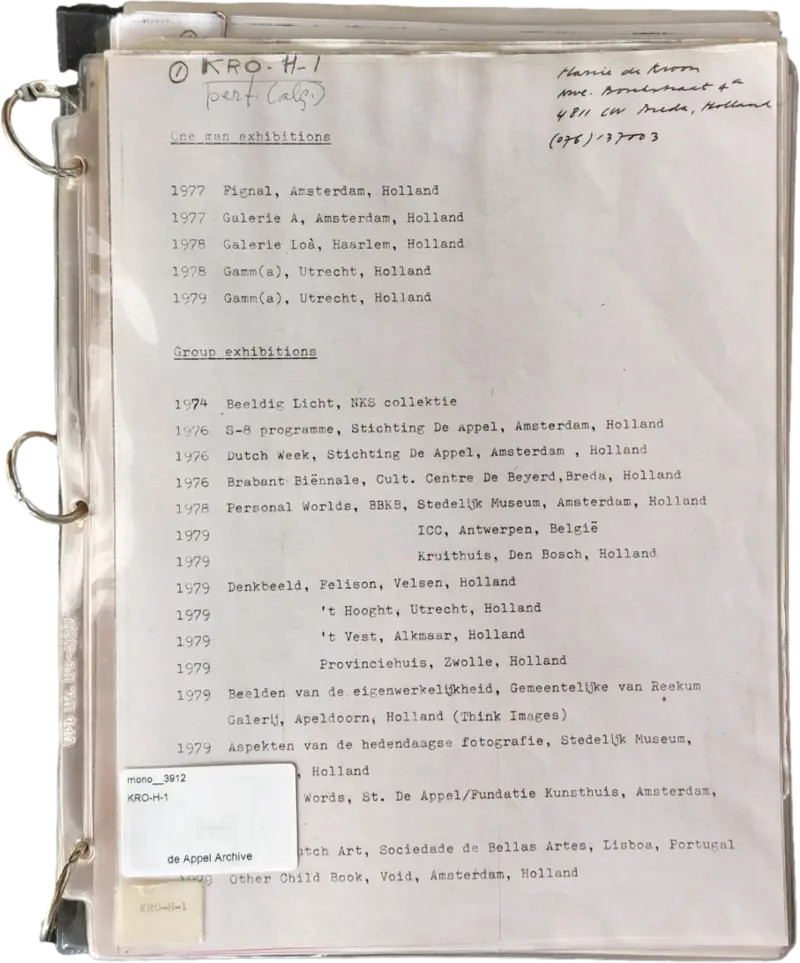 ① KRO-H-1
perf. (alg.)
Harrie de Kroon
4811 CW Breda, Holland
(076) 137003
One man exhibitions
1977 Fignal, Amsterdam, Holland
1977 Galerie A, Amsterdam, Holland
1978 Galerie Loà, Haarlem, Holland
1978 Gamm(a), Utrecht, Holland
1979 Gamm(a), Utrecht, Holland
Group exhibitions
1974 Beeldig Licht, NKS collektie
1976 S-8 programme, Stichting De Appel, Amsterdam, Holland
1976 Dutch Week, Stichting De Appel, Amsterdam , Holland
1976 Brabant Biënnale, Cult. Centre De Beyerd,Breda, Holland
1978 Personal Worlds, BBKB, Stedelijk Museum, Amsterdam, Holland
1979 ICC, Antwerpen, België
1979 Kruithuis, Den Bosch, Holland
1979 Denkbeeld, Felison, Velsen, Holland
1979 't Hooght, Utrecht, Holland
1979 't Vest, Alkmaar, Holland
1979 Provinciehuis, Zwolle, Holland
1979 Beelden van de eigenwerkelijkheid, Gemeentelijke van Reekum
Galerij, Apeldoorn, Holland (Think Images)
1979 Aspekten van de hedendaagse fotografie, Stedelijk Museum,
, Holland
Words, St. De Appel/Fundatie Kunsthuis, Amsterdam,
utch Art, Sociedade de Bellas Artes, Lisboa, Portugal
1979 Other Child Book, Void, Amsterdam, Holland
mono__3912
KRO-H-1
de Appel Archive
KRO-H-1